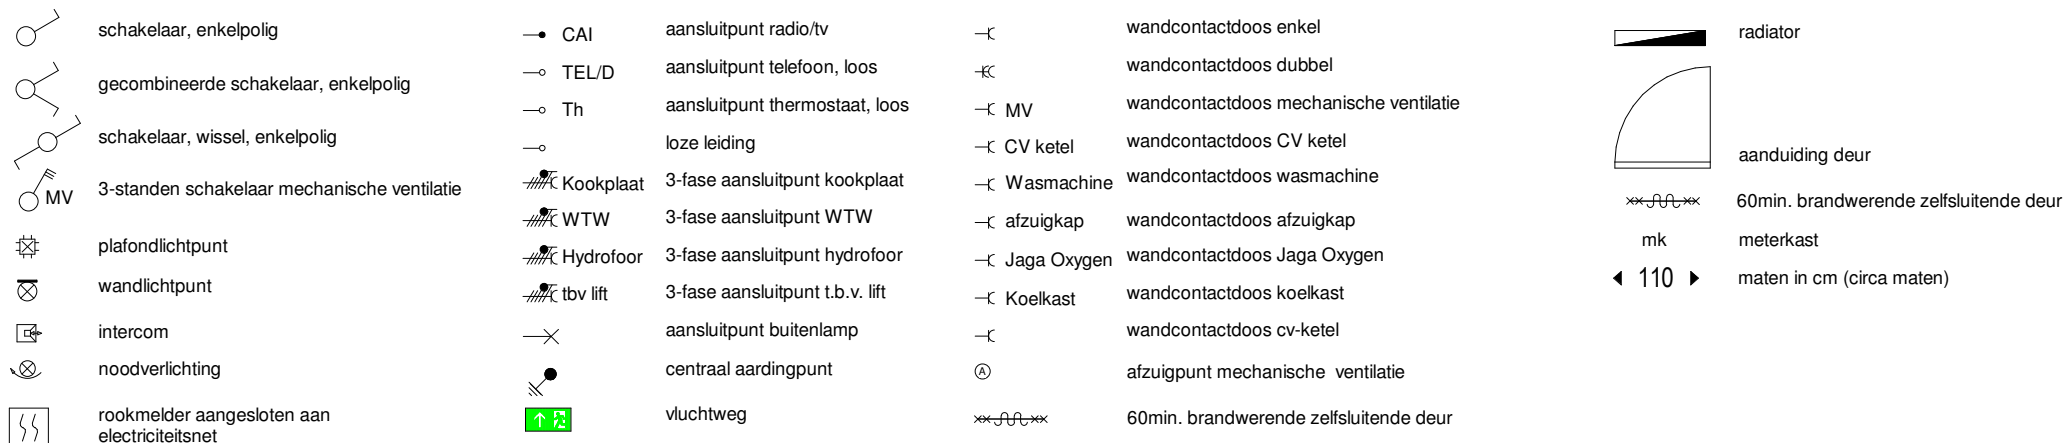 schakelaar, enkelpolig
gecombineerde schakelaar, enkelpolig
schakelaar, wissel, enkelpolig
MV 3-standen schakelaar mechanische ventilatie
plafondlichtpunt
wandlichtpunt
intercom
noodverlichting
rookmelder aangesloten aan
electriciteitsnet
CAI aansluitpunt radio/tv
TEL/D aansluitpunt telefoon, loos
Th aansluitpunt thermostaat, loos
loze leiding
Kookplaat 3-fase aansluitpunt kookplaat
WTW 3-fase aansluitpunt WTW
Hydrofoor 3-fase aansluitpunt hydrofoor
tbv lift 3-fase aansluitpunt t.b.v. lift
aansluitpunt buitenlamp
centraal aardingpunt
vluchtweg
wandcontactdoos enkel
wandcontactdoos dubbel
MV wandcontactdoos mechanische ventilatie
CV ketel wandcontactdoos CV ketel
Wasmachine wandcontactdoos wasmachine
afzuigkap wandcontactdoos afzuigkap
Jaga Oxygen wandcontactdoos Jaga Oxygen
Koelkast wandcontactdoos koelkast
wandcontactdoos cv-ketel
A afzuigpunt mechanische ventilatie
60min. brandwerende zelfsluitende deur
radiator
aanduiding deur
60min. brandwerende zelfsluitende deur
mk meterkast
110 maten in cm (circa maten)